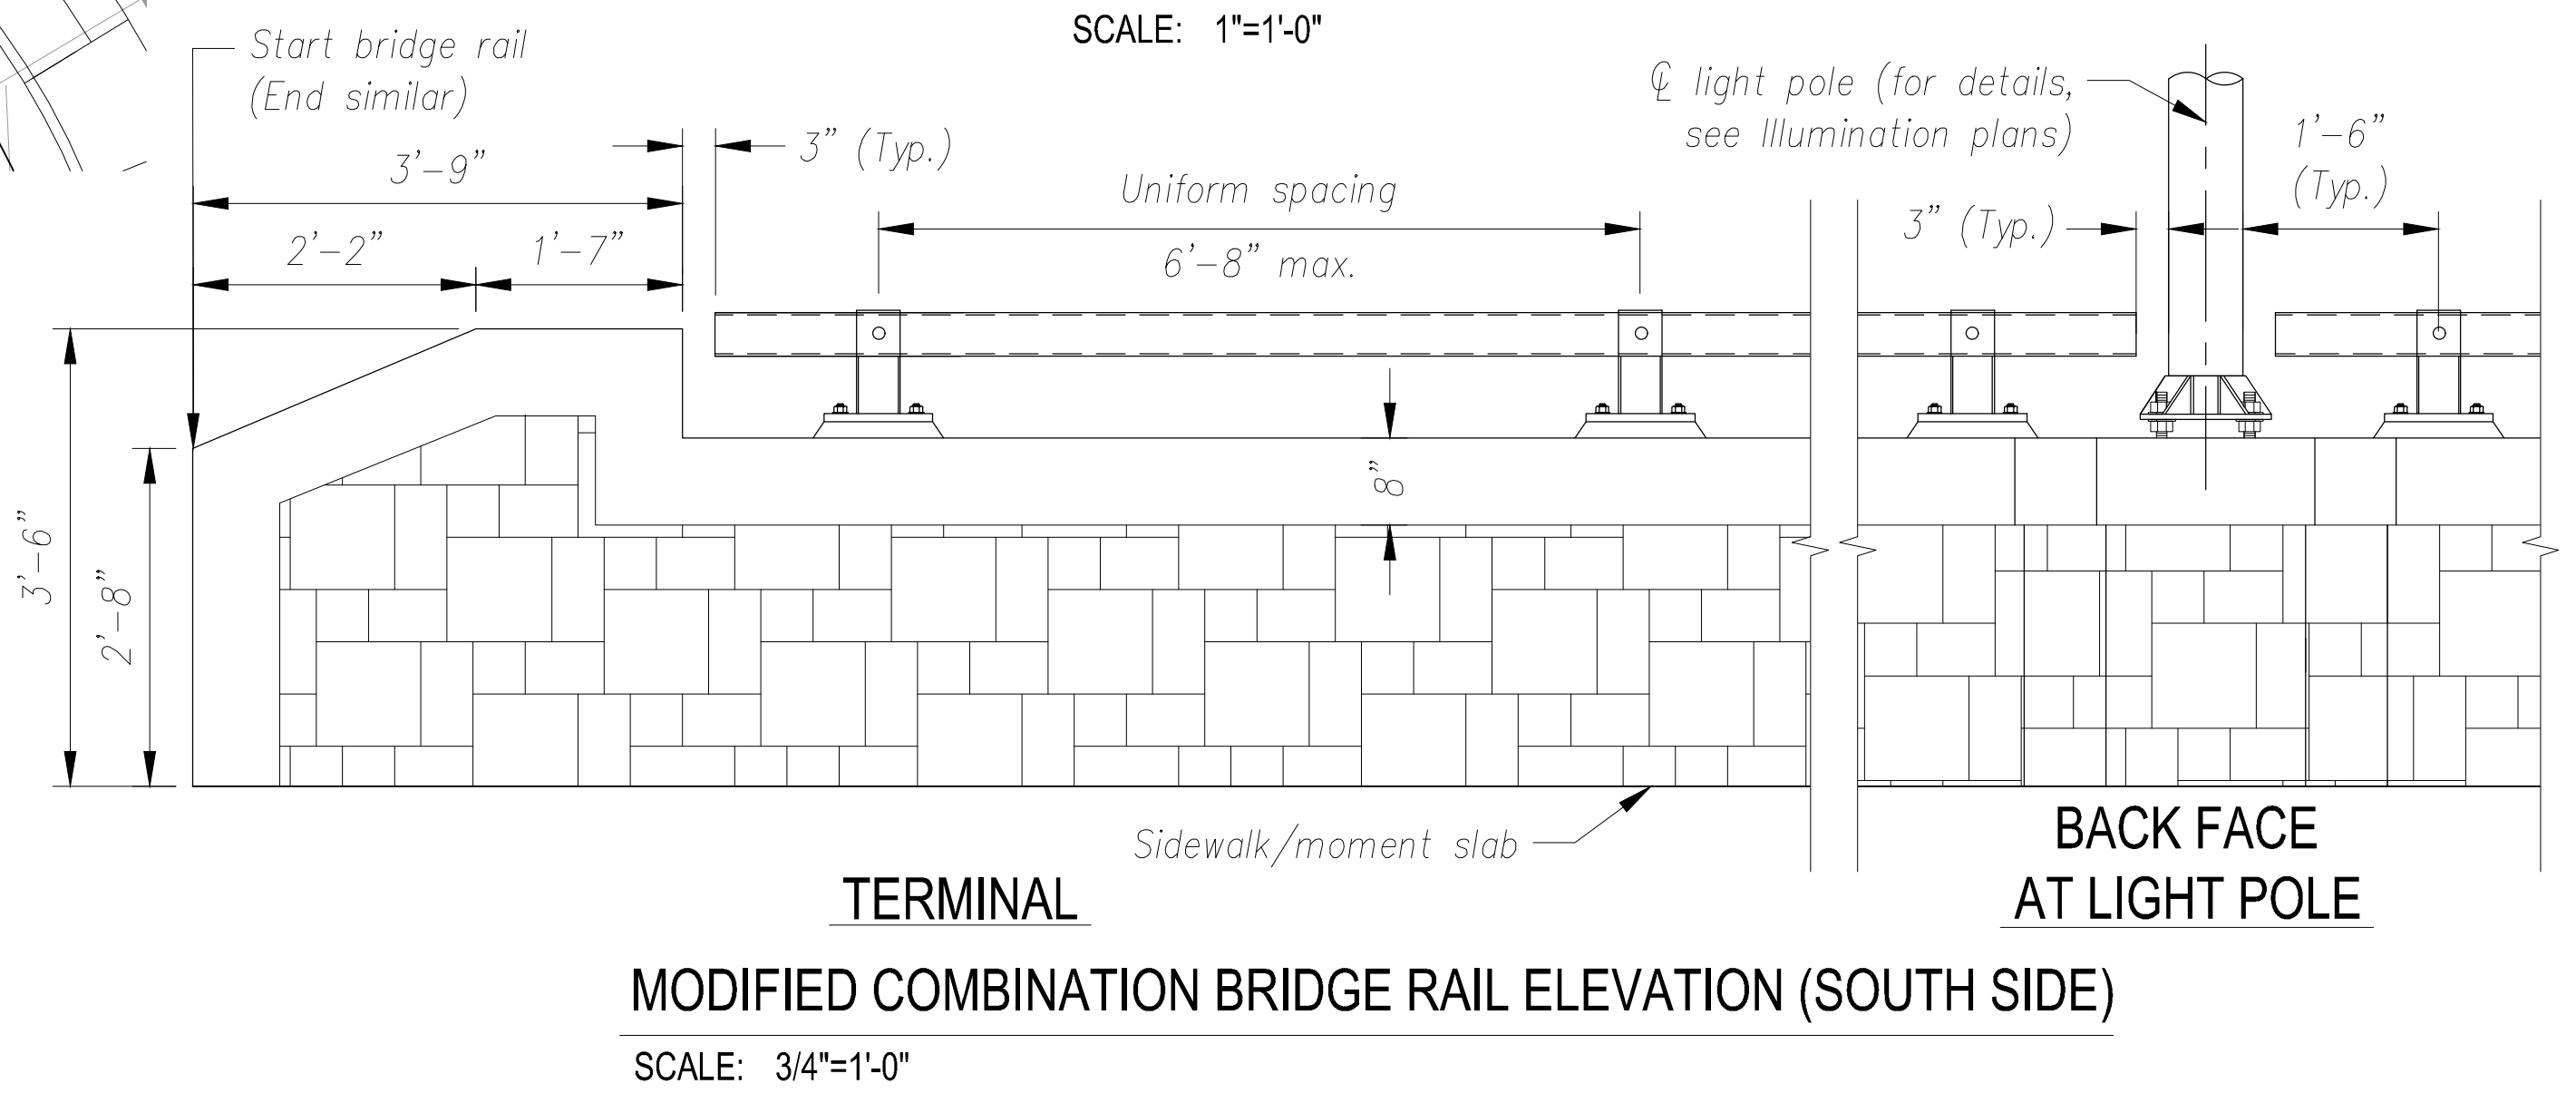 SCALE: 1"=1'-0"
Start bridge rail
(End similar)
℄ light pole (for details,
see Illumination plans)
3'-9"
3" (Typ.)
1'-6"
(Typ.)
Uniform spacing
6'-8" max.
3" (Typ.)
2'-2"
1'-7"
3'-6"
2'-8"
8"
Sidewalk/moment slab
TERMINAL
BACK FACE
AT LIGHT POLE
MODIFIED COMBINATION BRIDGE RAIL ELEVATION (SOUTH SIDE)
SCALE: 3/4"=1'-0"